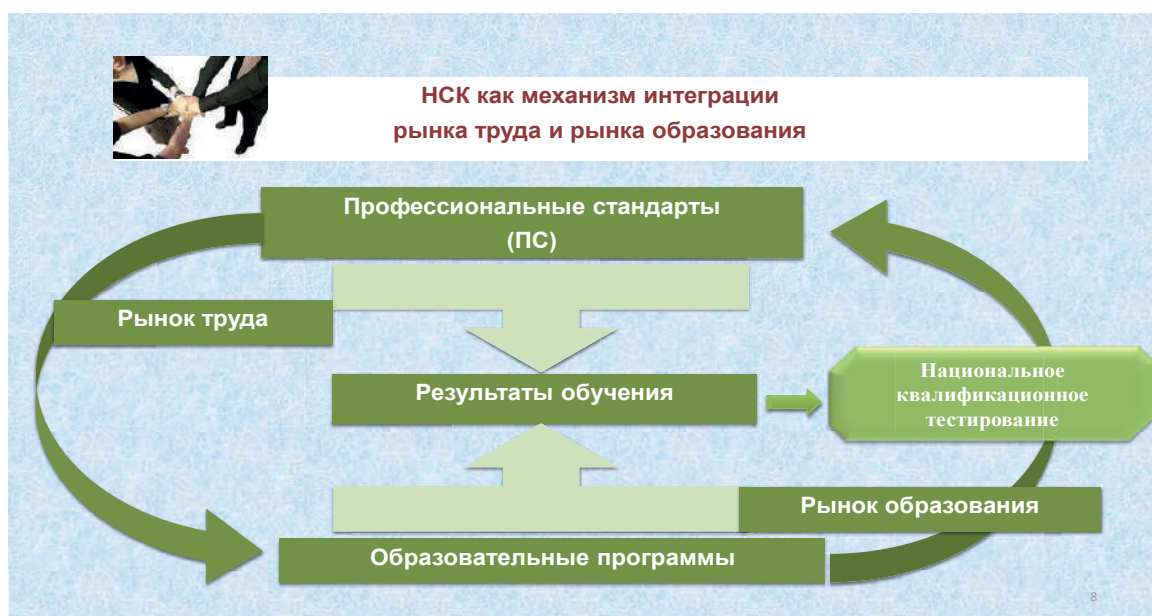 НСК как механизм интеграции
рынка труда и рынка образования
Профессиональные стандарты
(ПС)
Рынок труда
Результаты обучения
Национальное
квалификационное
тестирование
Рынок образования
Образовательные программы
8